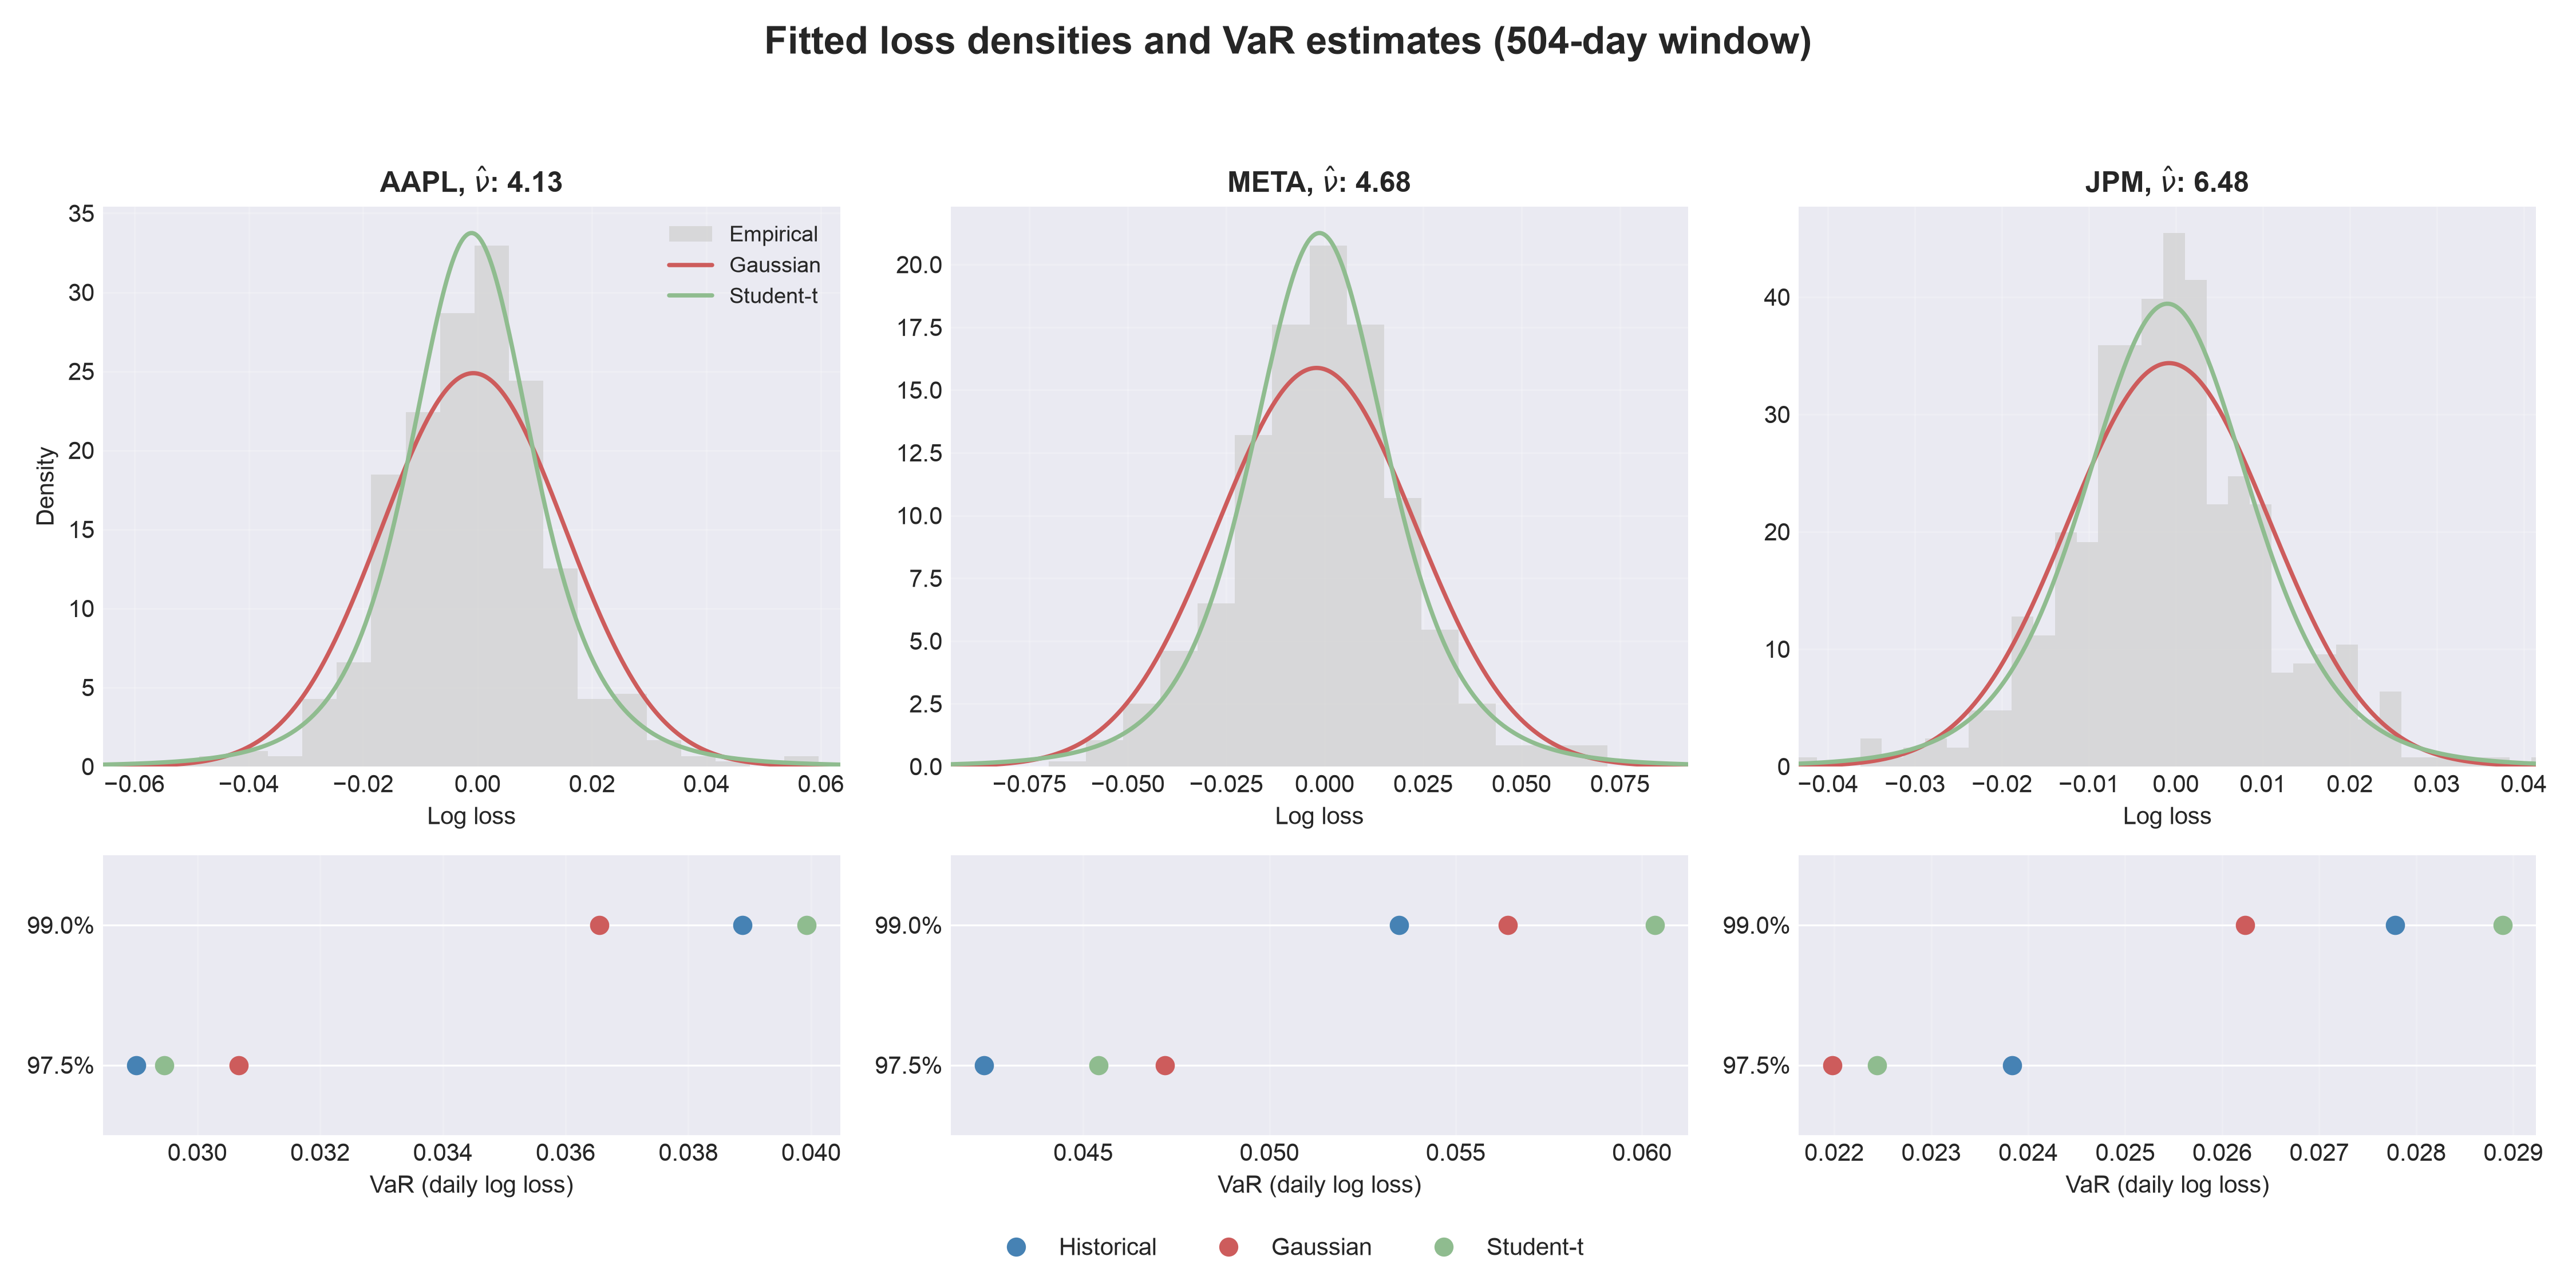 Fitted loss densities and VaR estimates (504-day window)
AAPL, ν̂: 4.13
35
30
25
20
15
10
5
0
Density
Empirical
Gaussian
Student-t
−0.06 −0.04 −0.02 0.00 0.02 0.04 0.06
Log loss
META, ν̂: 4.68
20.0
17.5
15.0
12.5
10.0
7.5
5.0
2.5
0.0
−0.075 −0.050 −0.025 0.000 0.025 0.050 0.075
Log loss
JPM, ν̂: 6.48
40
30
20
10
0
−0.04 −0.03 −0.02 −0.01 0.00 0.01 0.02 0.03 0.04
Log loss
99.0%
97.5%
0.030 0.032 0.034 0.036 0.038 0.040
VaR (daily log loss)
99.0%
97.5%
0.045 0.050 0.055 0.060
VaR (daily log loss)
99.0%
97.5%
0.022 0.023 0.024 0.025 0.026 0.027 0.028 0.029
VaR (daily log loss)
Historical Gaussian Student-t